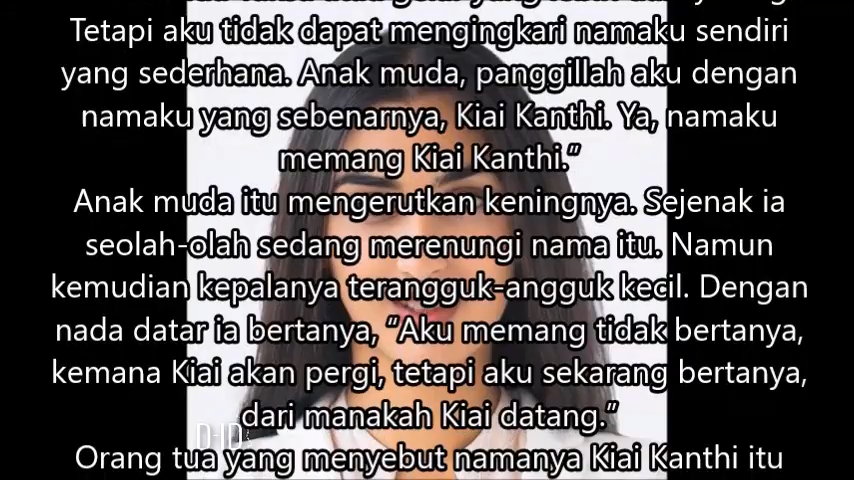 Tetapi aku tidak dapat mengingkari namaku sendiri
yang sederhana. Anak muda, panggillah aku dengan
namaku yang sebenarnya, Kiai Kanthi. Ya, namaku
memang Kiai Kanthi.”
Anak muda itu mengerutkan keningnya. Sejenak ia
seolah-olah sedang merenungi nama itu. Namun
kemudian kepalanya terangguk-angguk kecil. Dengan
nada datar ia bertanya, “Aku memang tidak bertanya,
kemana Kiai akan pergi, tetapi aku sekarang bertanya,
dari manakah Kiai datang.”
D-ID
Orang tua yang menyebut namanya Kiai Kanthi itu